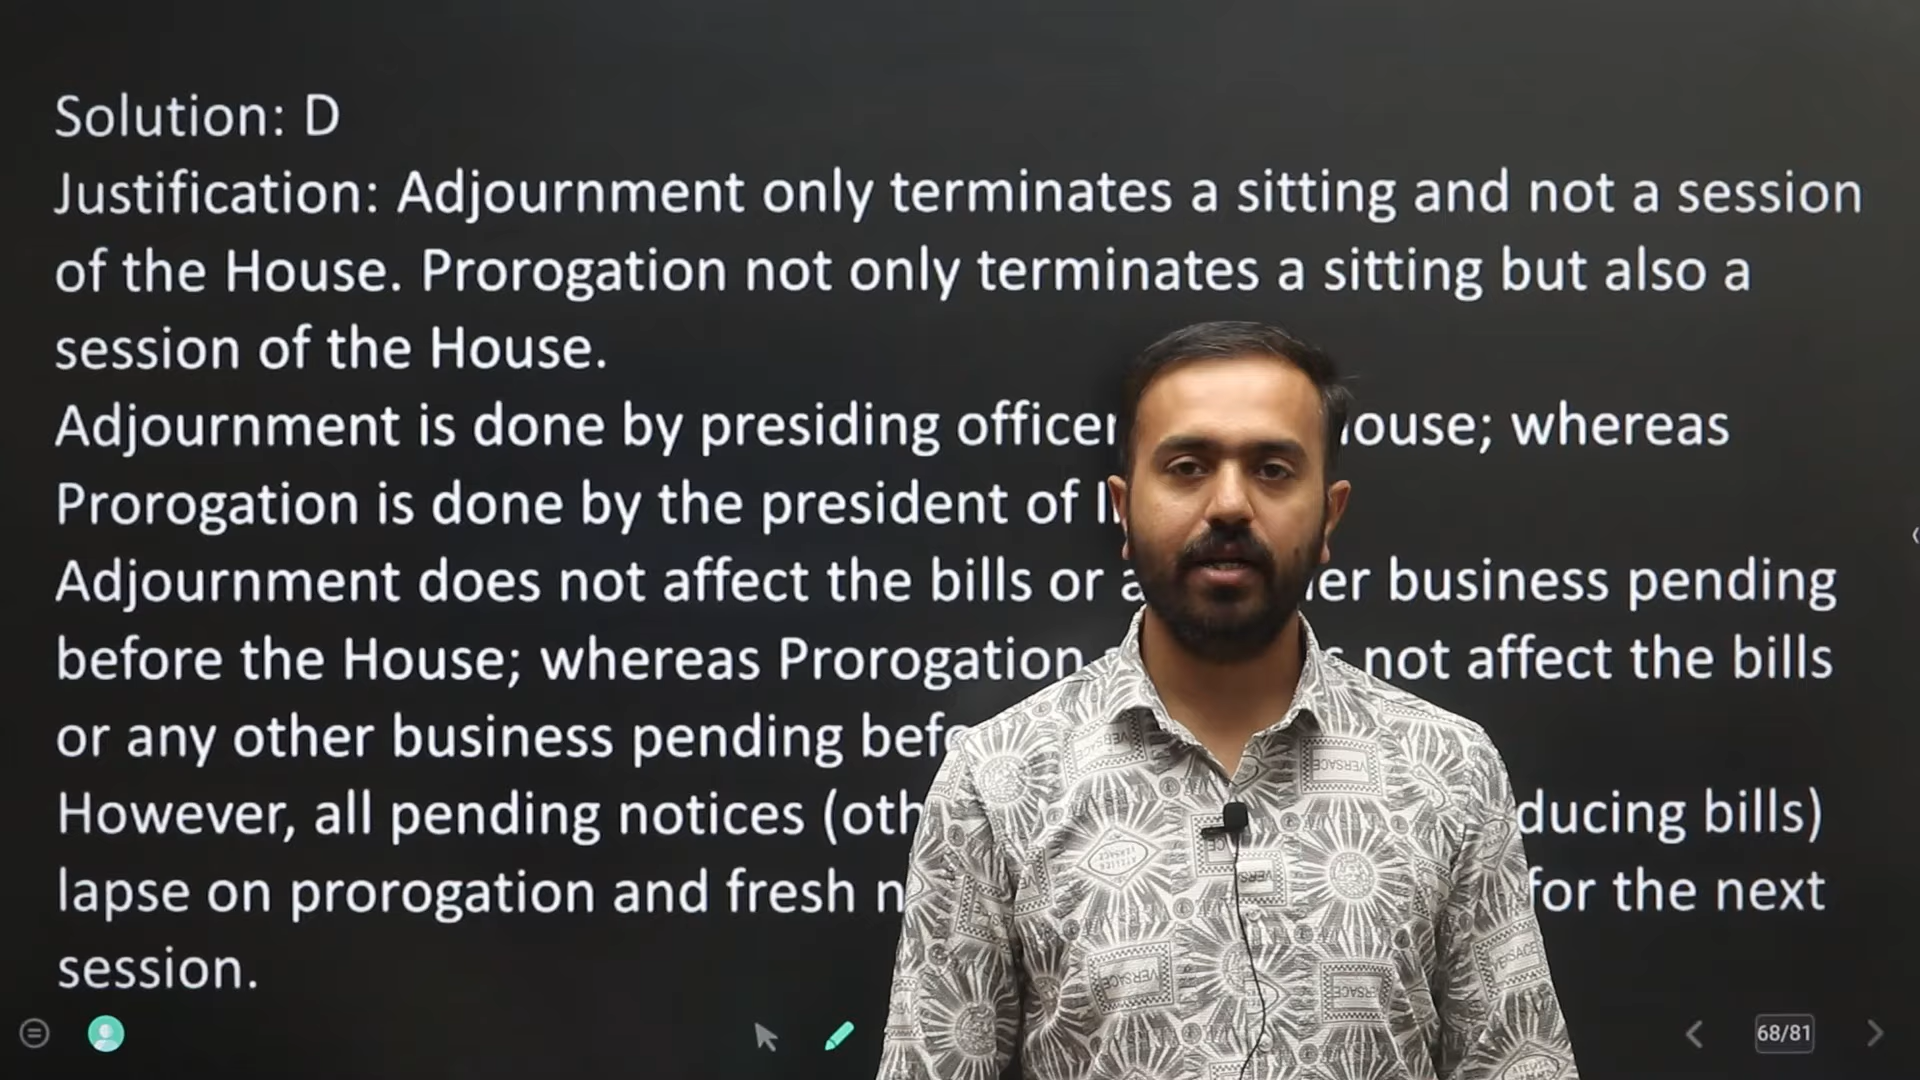 Solution: D
Justification: Adjournment only terminates a sitting and not a session
of the House. Prorogation not only terminates a sitting but also a
session of the House.
Adjournment is done by presiding officer ouse; whereas
Prorogation is done by the president of
Adjournment does not affect the bills or er business pending
before the House; whereas Prorogation not affect the bills
or any other business pending
However, all pending notices (oth ducing bills)
lapse on prorogation and fresh for the next
session.
VERSACE
68/81